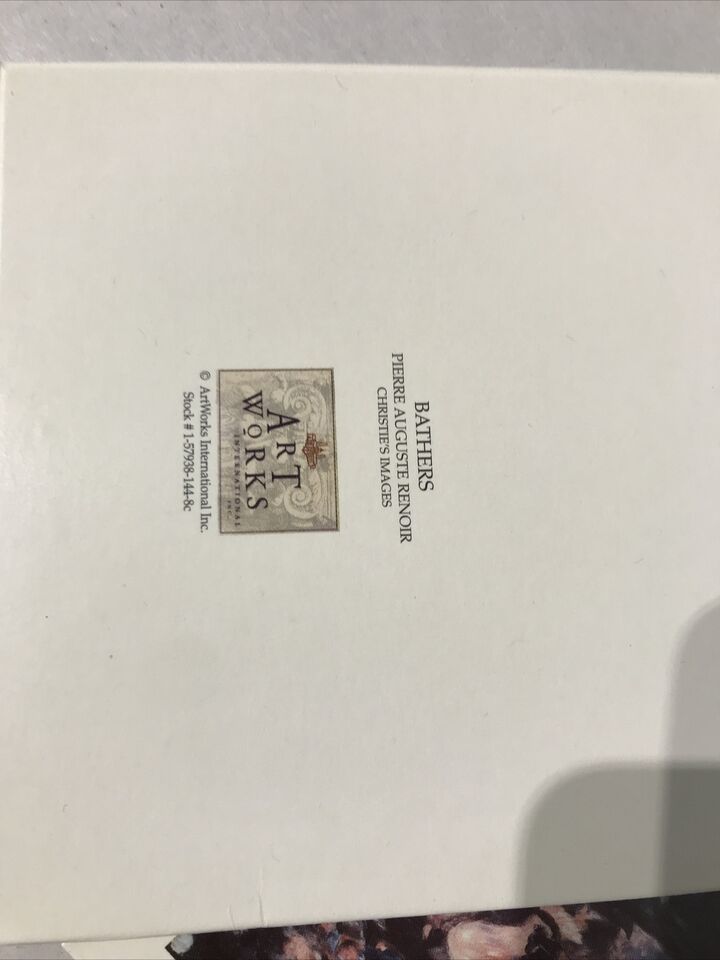 BATHERS
PIERRE AUGUSTE RENOIR
CHRISTIE'S IMAGES
ART
WORKS
INTERNATIONAL
INC.
© ArtWorks International Inc.
Stock # 1-57938-144-8c